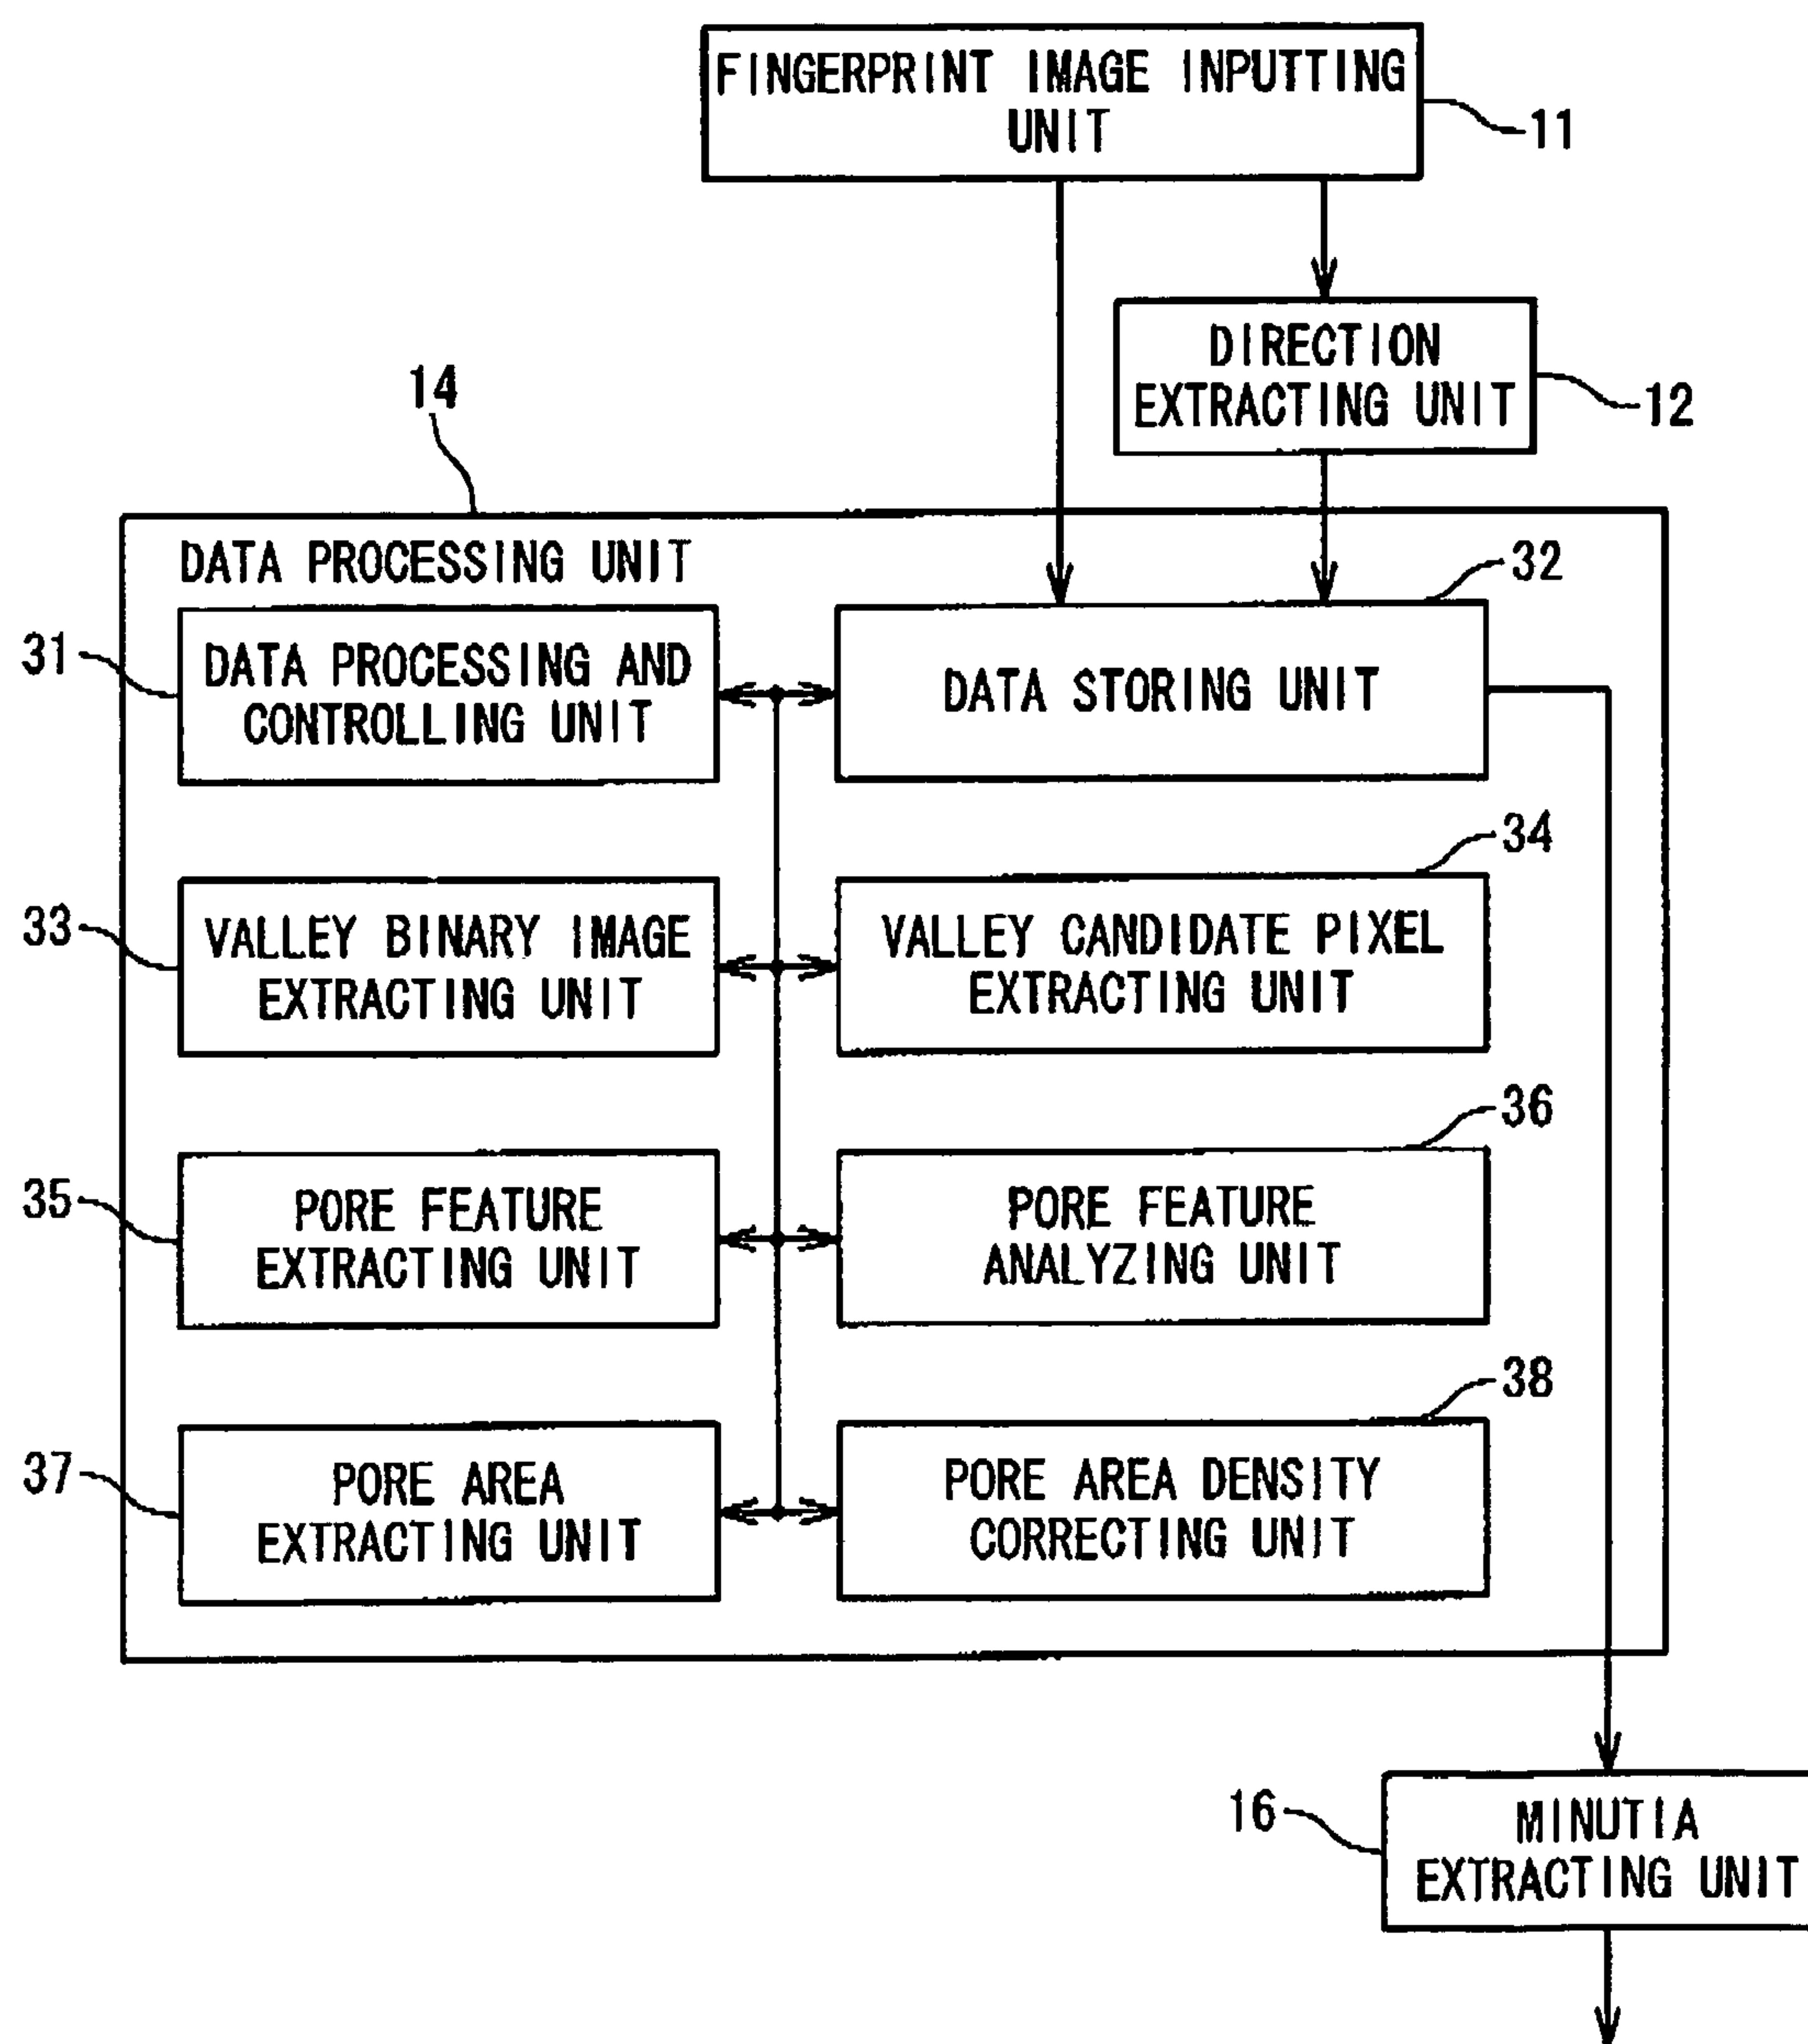 FINGERPRINT IMAGE INPUTTING
UNIT
11
DIRECTION
EXTRACTING UNIT
12
14
DATA PROCESSING UNIT
32
31
DATA PROCESSING AND
CONTROLLING UNIT
DATA STORING UNIT
34
33
VALLEY BINARY IMAGE
EXTRACTING UNIT
VALLEY CANDIDATE PIXEL
EXTRACTING UNIT
36
35
PORE FEATURE
EXTRACTING UNIT
PORE FEATURE
ANALYZING UNIT
38
37
PORE AREA
EXTRACTING UNIT
PORE AREA DENSITY
CORRECTING UNIT
16
MINUTIA
EXTRACTING UNIT